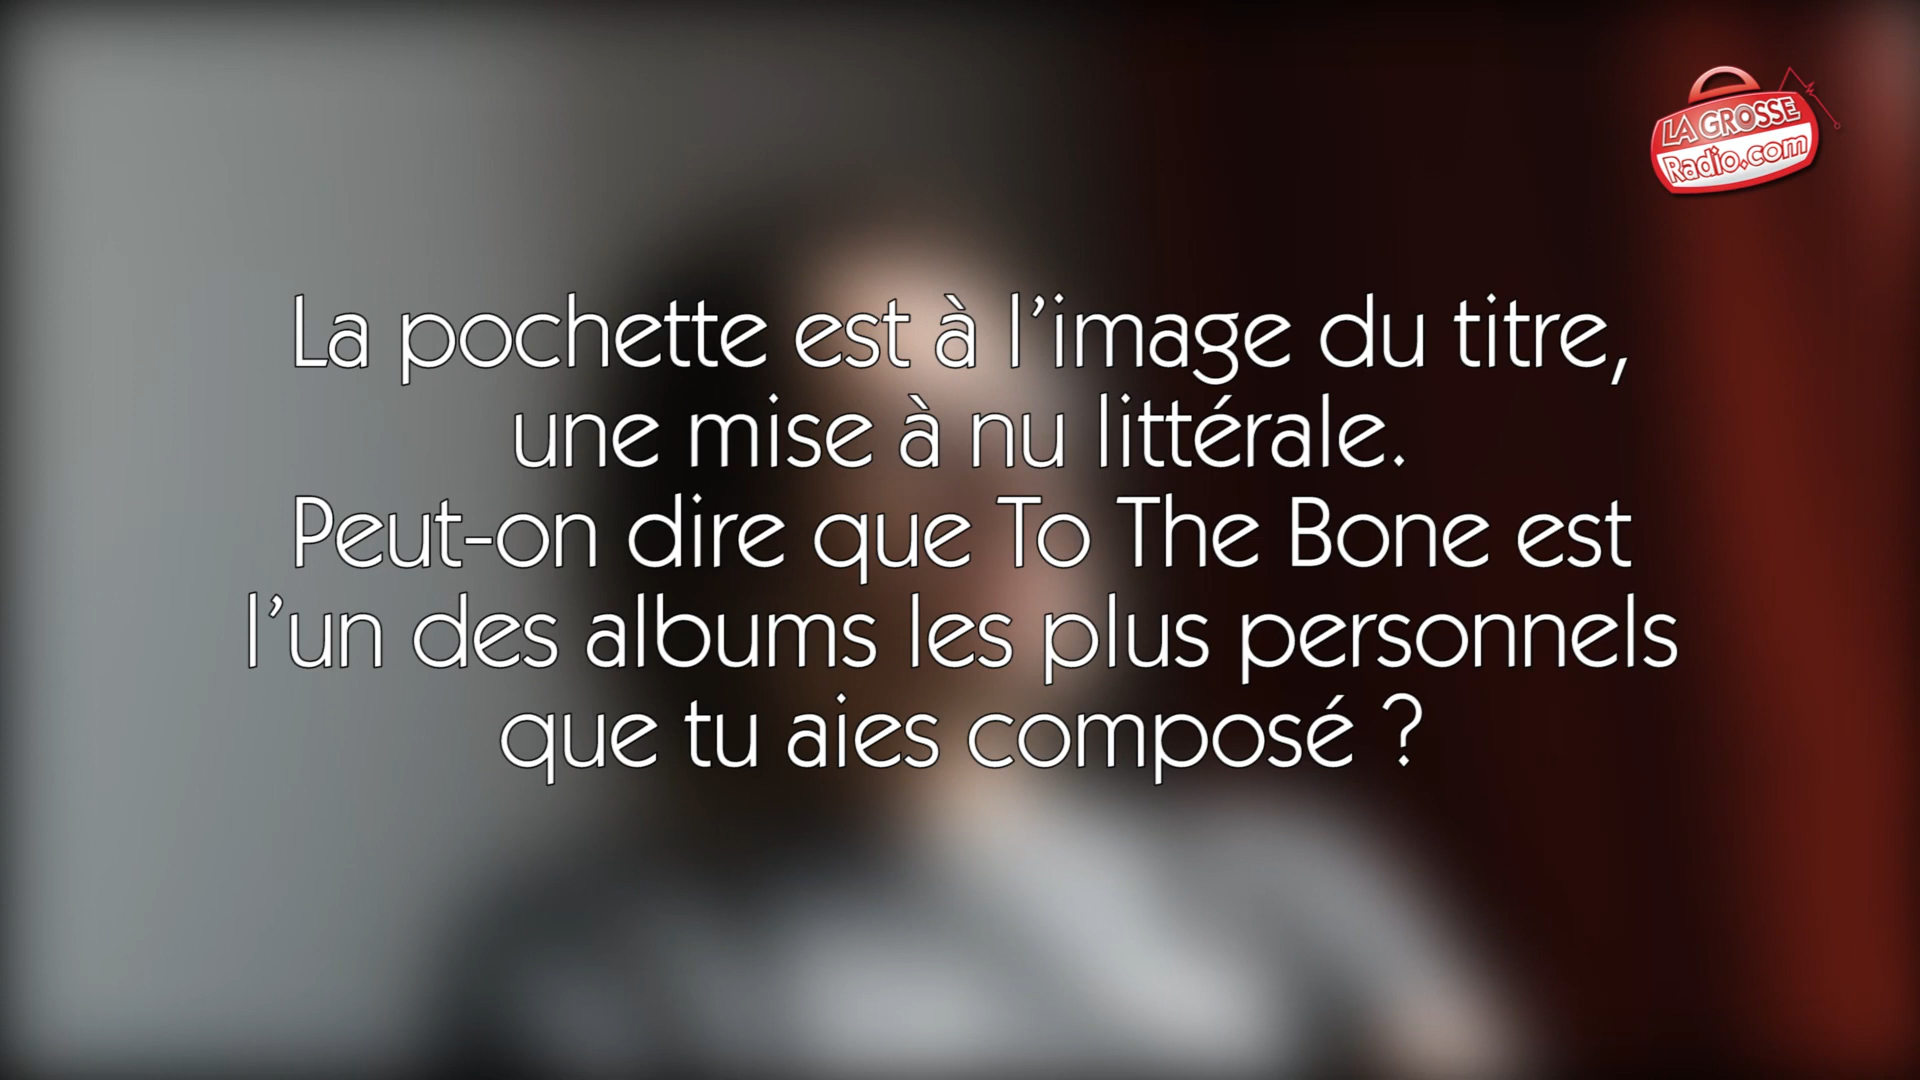 LA GROSSE
Radio.com
La pochette est à l’image du titre,
une mise à nu littérale.
Peut-on dire que To The Bone est
l’un des albums les plus personnels
que tu aies composé ?